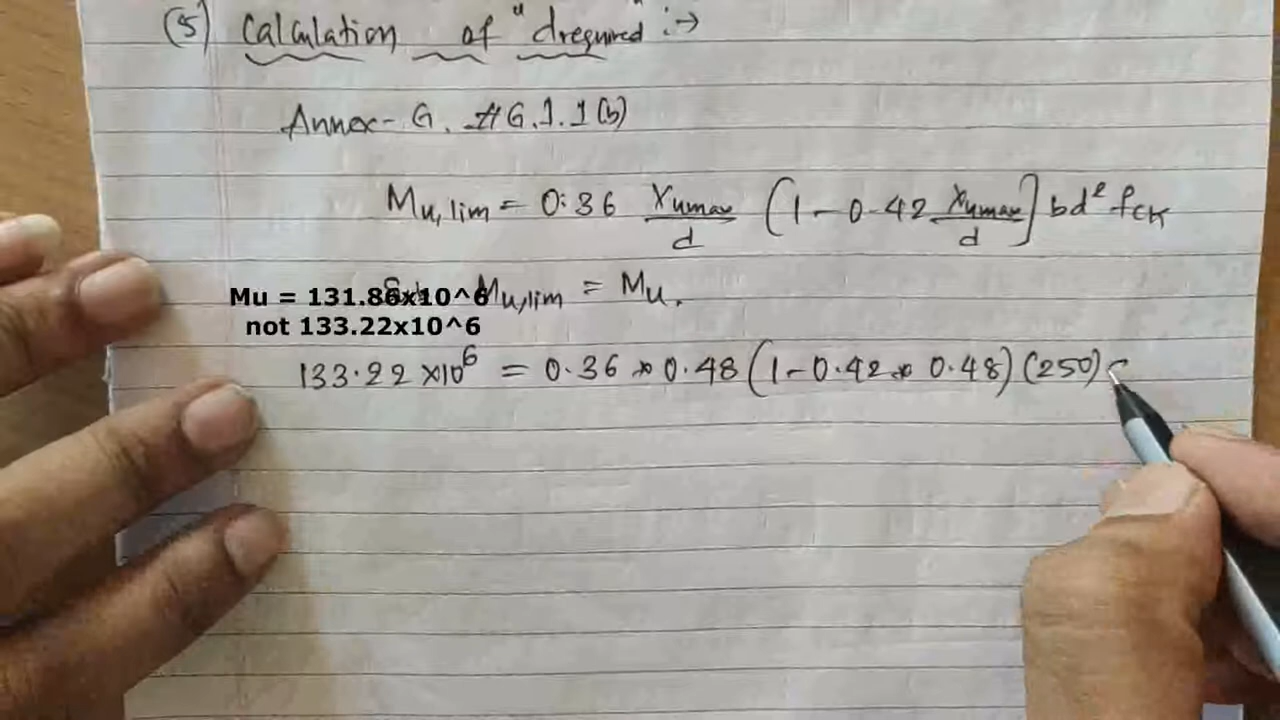 (5) Calculation of "drequired" :→
Annex - G. #G.1.1(b)
Mu,lim = 0.36 xumax/d (1 - 0.42 xumax/d] bd² fck
Mu,lim = Mu.
Mu = 131.86x10^6
not 133.22x10^6
133.22 ×10⁶ = 0.36 * 0.48 (1 - 0.42 * 0.48) (250)